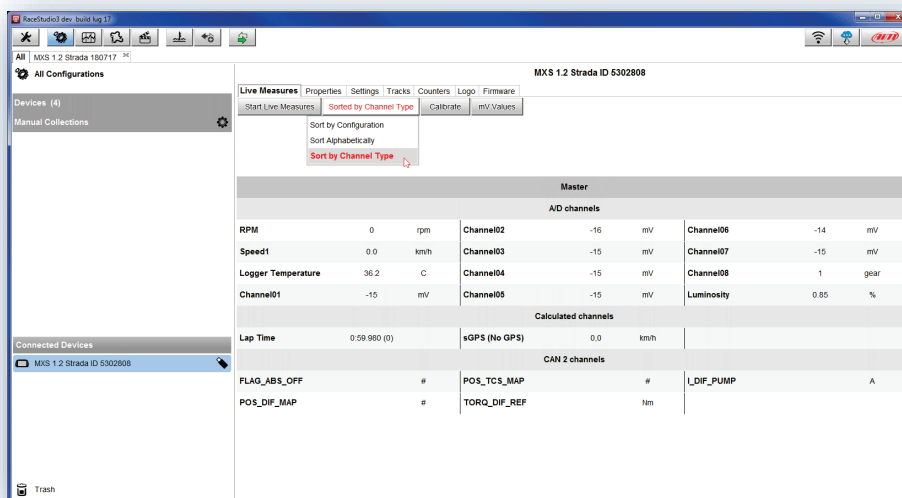 RaceStudio3 dev build lug 17
All MXS 1.2 Strada 180717
All Configurations
Devices (4)
Manual Collections
Connected Devices
MXS 1.2 Strada ID 5302808
Trash
AiM
MXS 1.2 Strada ID 5302808
Live Measures Properties Settings Tracks Counters Logo Firmware
Start Live Measures Sorted by Channel Type Calibrate mV Values
Sort by Configuration
Sort Alphabetically
Sort by Channel Type
Master
A/D channels
RPM 0 rpm Channel02 -16 mV Channel06 -14 mV
Speed1 0.0 km/h Channel03 -15 mV Channel07 -15 mV
Logger Temperature 36.2 C Channel04 -15 mV Channel08 1 gear
Channel01 -15 mV Channel05 -15 mV Luminosity 0.85 %
Calculated channels
Lap Time 0:59.980 (0) sGPS (No GPS) 0,0 km/h
CAN 2 channels
FLAG_ABS_OFF # POS_TCS_MAP # I_DIF_PUMP A
POS_DIF_MAP # TORQ_DIF_REF Nm